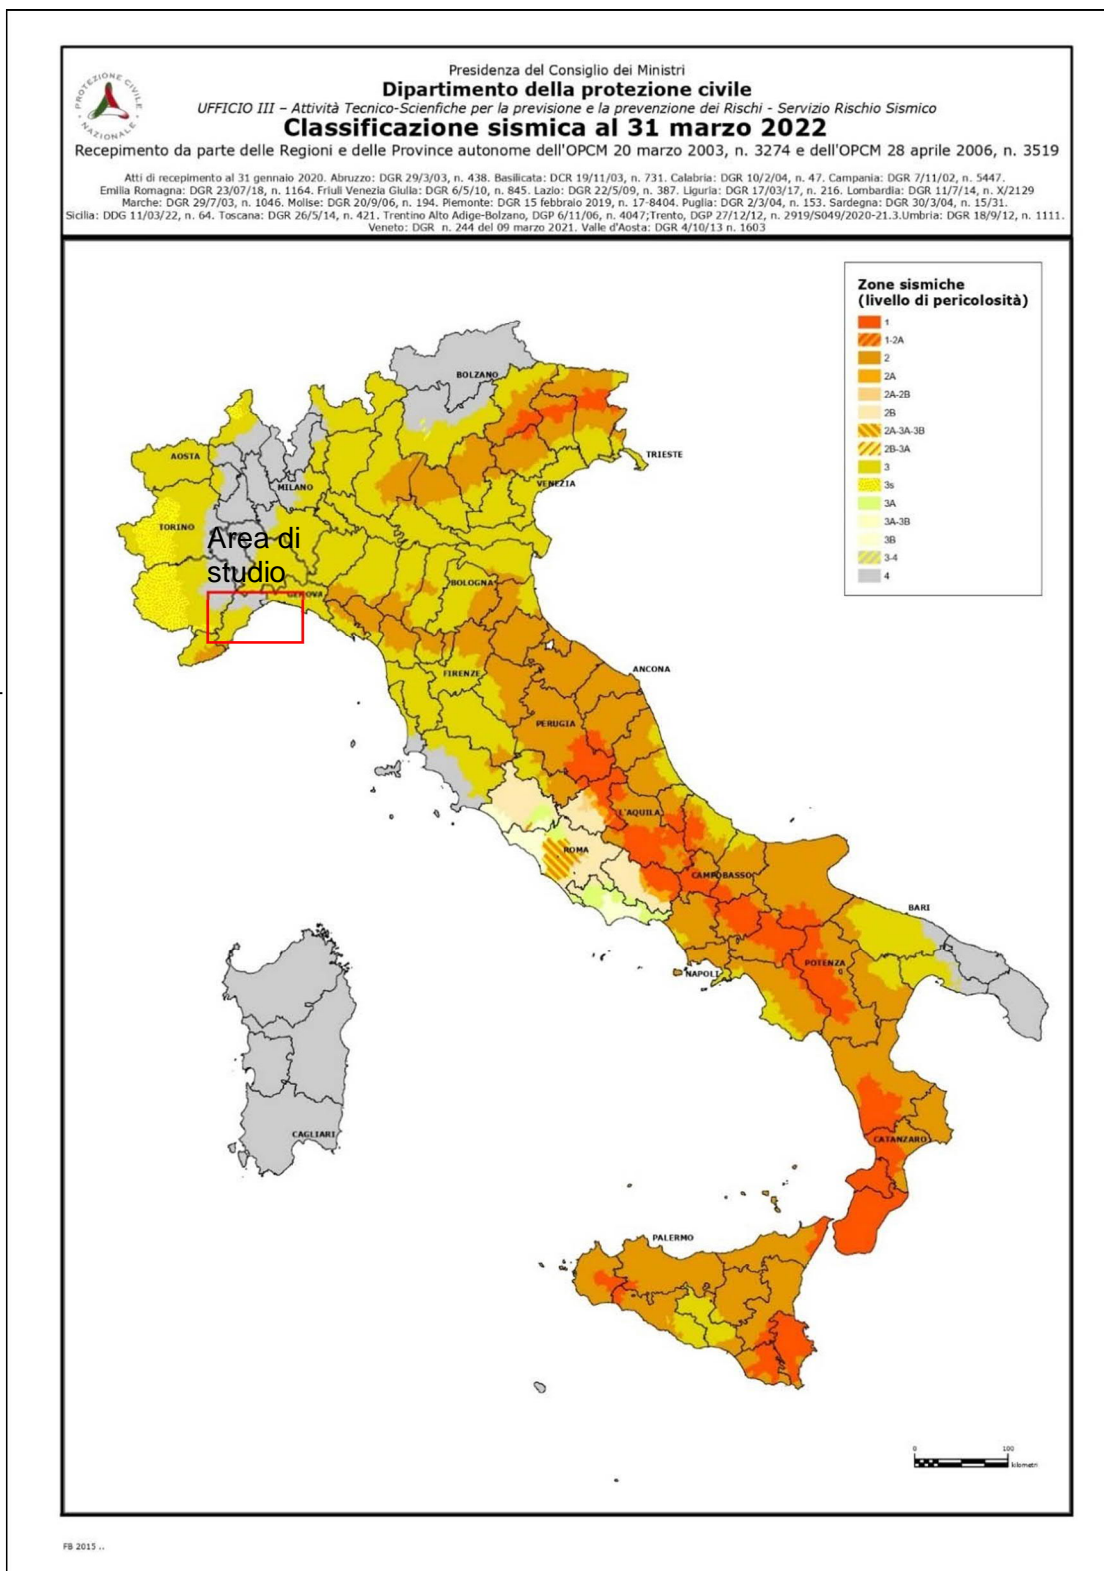 PROTEZIONE CIVILE
NAZIONALE
Presidenza del Consiglio dei Ministri
Dipartimento della protezione civile
UFFICIO III – Attività Tecnico-Scienfiche per la previsione e la prevenzione dei Rischi - Servizio Rischio Sismico
Classificazione sismica al 31 marzo 2022
Recepimento da parte delle Regioni e delle Province autonome dell'OPCM 20 marzo 2003, n. 3274 e dell'OPCM 28 aprile 2006, n. 3519
Atti di recepimento al 31 gennaio 2020. Abruzzo: DGR 29/3/03, n. 438. Basilicata: DCR 19/11/03, n. 731. Calabria: DGR 10/2/04, n. 47. Campania: DGR 7/11/02, n. 5447.
Emilia Romagna: DGR 23/07/18, n. 1164. Friuli Venezia Giulia: DGR 6/5/10, n. 845. Lazio: DGR 22/5/09, n. 387. Liguria: DGR 17/03/17, n. 216. Lombardia: DGR 11/7/14, n. X/2129
Marche: DGR 29/7/03, n. 1046. Molise: DGR 20/9/06, n. 194. Piemonte: DGR 15 febbraio 2019, n. 17-8404. Puglia: DGR 2/3/04, n. 153. Sardegna: DGR 30/3/04, n. 15/31.
Sicilia: DDG 11/03/22, n. 64. Toscana: DGR 26/5/14, n. 421. Trentino Alto Adige-Bolzano, DGP 6/11/06, n. 4047;Trento, DGP 27/12/12, n. 2919/S049/2020-21.3.Umbria: DGR 18/9/12, n. 1111.
Veneto: DGR n. 244 del 09 marzo 2021. Valle d'Aosta: DGR 4/10/13 n. 1603
Zone sismiche
(livello di pericolosità)
1
1-2A
2
2A
2A-2B
2B
2A-3A-3B
2B-3A
3
3s
3A
3A-3B
3B
3-4
4
BOLZANO
AOSTA
TRIESTE
MILANO
VENEZIA
TORINO
Area di
studio
BOLOGNA
GENOVA
ANCONA
FIRENZE
PERUGIA
L'AQUILA
ROMA
CAMPOBASSO
BARI
POTENZA
NAPOLI
CAGLIARI
CATANZARO
PALERMO
0 100
kilometri
FB 2015 ..